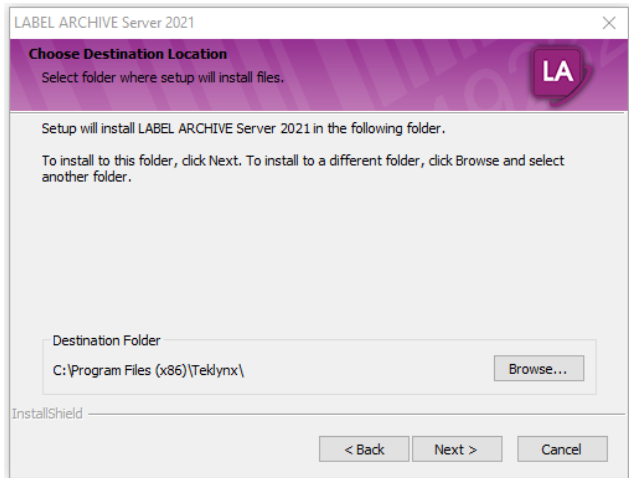 LABEL ARCHIVE Server 2021
Choose Destination Location
Select folder where setup will install files.
LA
Setup will install LABEL ARCHIVE Server 2021 in the following folder.
To install to this folder, click Next. To install to a different folder, click Browse and select
another folder.
Destination Folder
C:\Program Files (x86)\Teklynx\
Browse...
InstallShield
< Back
Next >
Cancel